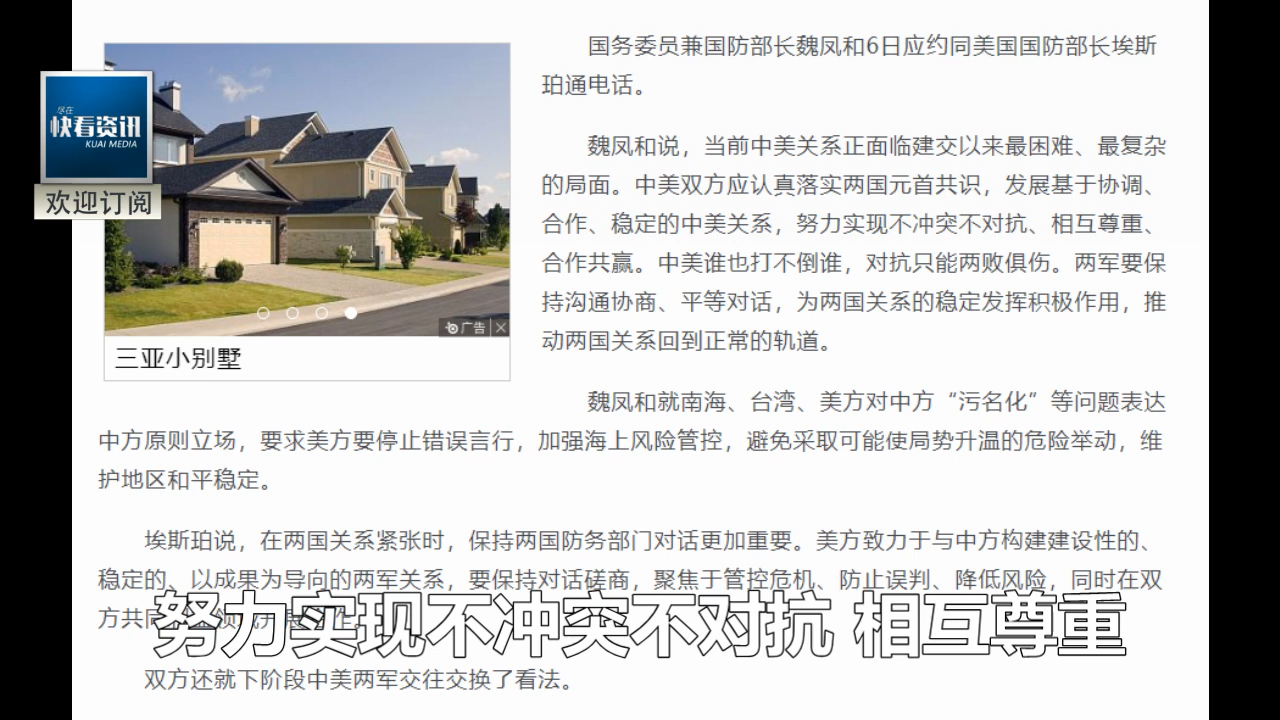 国务委员兼国防部长魏凤和6日应约同美国国防部长埃斯
珀通电话。
魏凤和说，当前中美关系正面临建交以来最困难、最复杂
的局面。中美双方应认真落实两国元首共识，发展基于协调、
合作、稳定的中美关系，努力实现不冲突不对抗、相互尊重、
合作共赢。中美谁也打不倒谁，对抗只能两败俱伤。两军要保
持沟通协商、平等对话，为两国关系的稳定发挥积极作用，推
动两国关系回到正常的轨道。
尽在
快看资讯
KUAI MEDIA
欢迎订阅
广告
三亚小别墅
魏凤和就南海、台湾、美方对中方“污名化”等问题表达
中方原则立场，要求美方要停止错误言行，加强海上风险管控，避免采取可能使局势升温的危险举动，维
护地区和平稳定。
埃斯珀说，在两国关系紧张时，保持两国防务部门对话更加重要。美方致力于与中方构建建设性的、
稳定的、以成果为导向的两军关系，要保持对话磋商，聚焦于管控危机、防止误判、降低风险，同时在双
方共
努力实现不冲突不对抗 相互尊重
双方还就下阶段中美两军交往交换了看法。